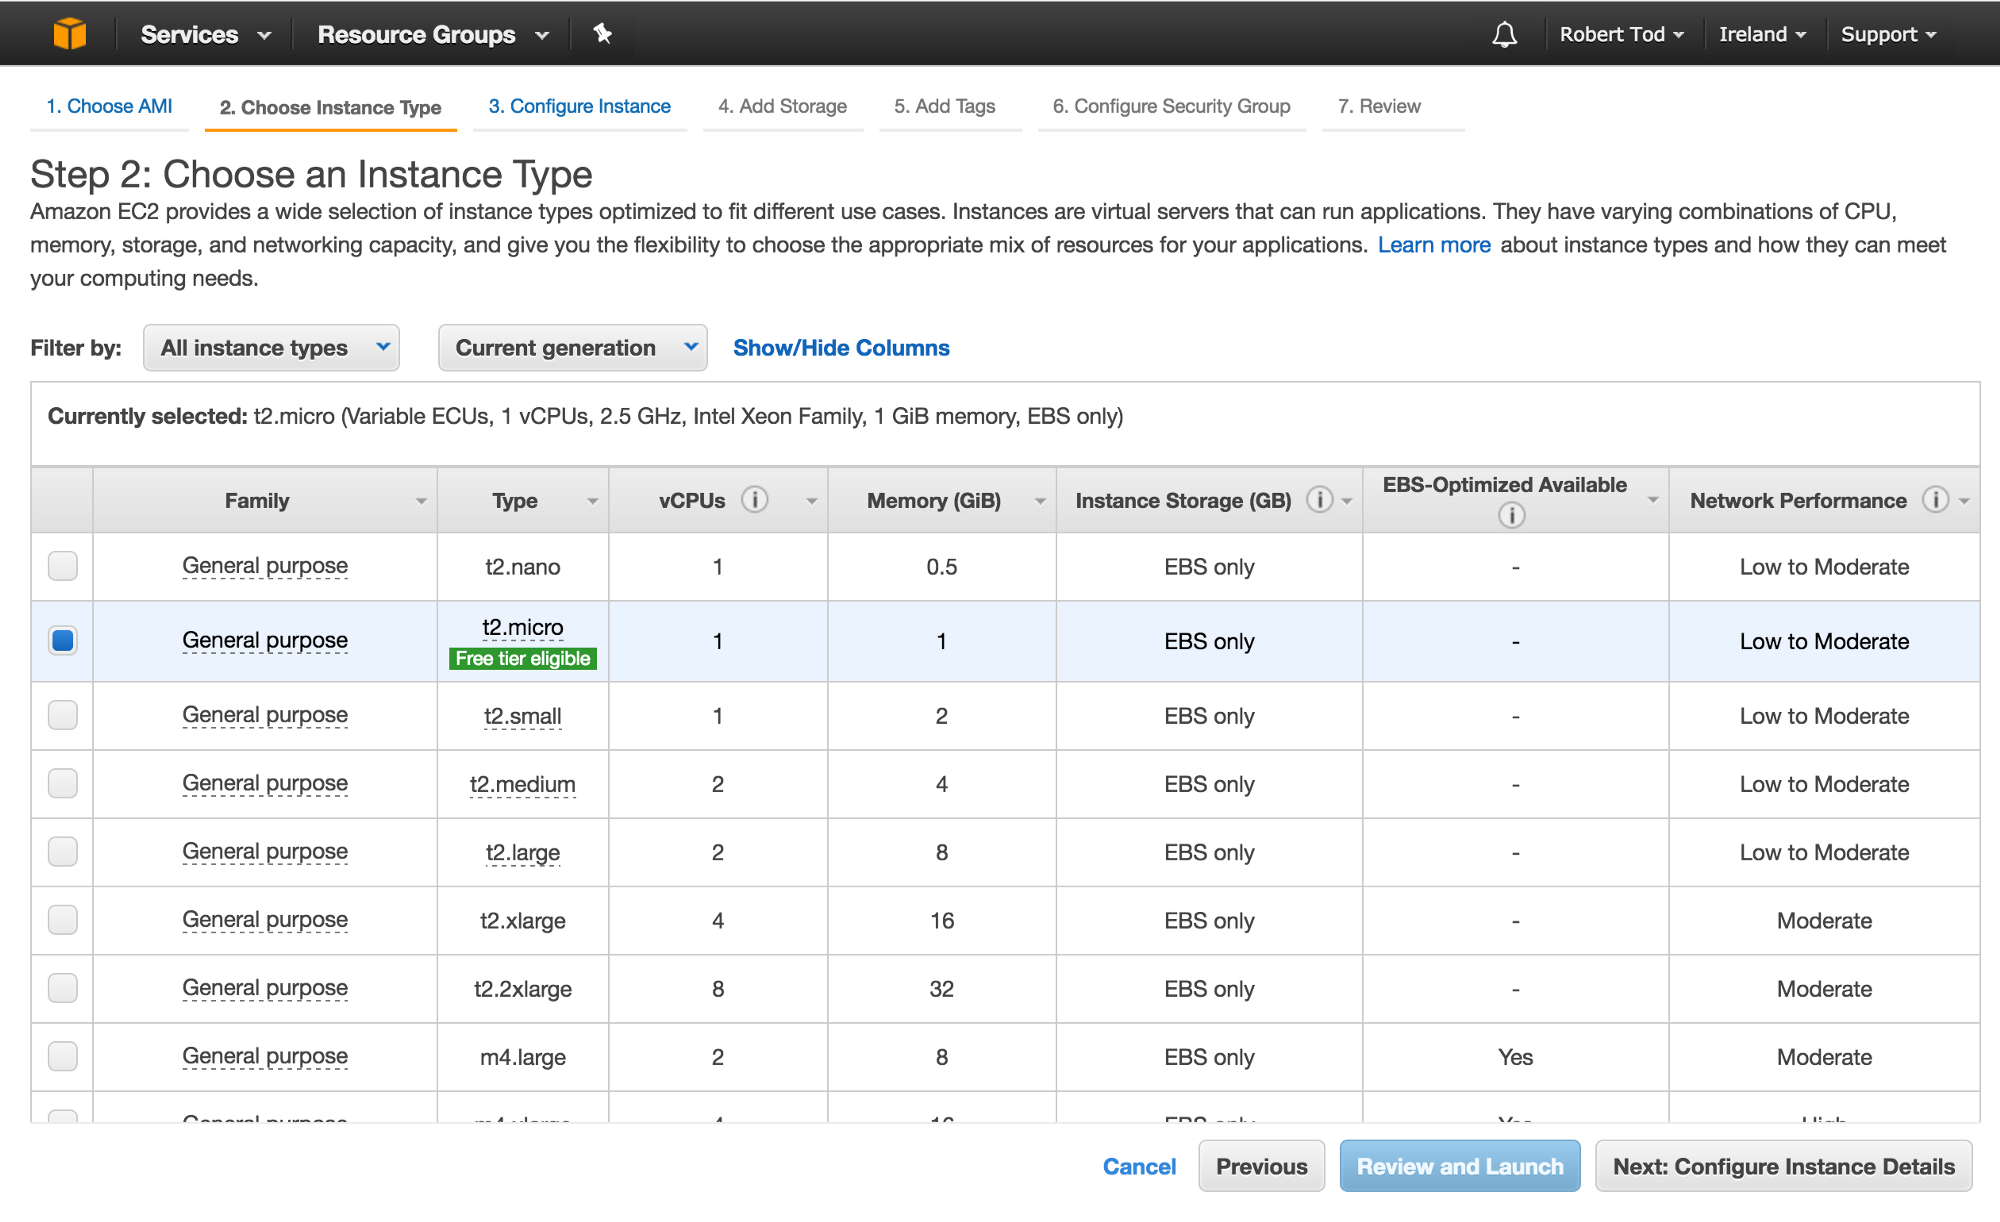 Services Resource Groups Robert Tod Ireland Support
1. Choose AMI 2. Choose Instance Type 3. Configure Instance 4. Add Storage 5. Add Tags 6. Configure Security Group 7. Review
Step 2: Choose an Instance Type
Amazon EC2 provides a wide selection of instance types optimized to fit different use cases. Instances are virtual servers that can run applications. They have varying combinations of CPU,
memory, storage, and networking capacity, and give you the flexibility to choose the appropriate mix of resources for your applications. Learn more about instance types and how they can meet
your computing needs.
Filter by: All instance types Current generation Show/Hide Columns
Currently selected: t2.micro (Variable ECUs, 1 vCPUs, 2.5 GHz, Intel Xeon Family, 1 GiB memory, EBS only)
Family Type vCPUs Memory (GiB) Instance Storage (GB) EBS-Optimized Available Network Performance
General purpose t2.nano 1 0.5 EBS only - Low to Moderate
General purpose t2.micro 1 1 EBS only - Low to Moderate
Free tier eligible
General purpose t2.small 1 2 EBS only - Low to Moderate
General purpose t2.medium 2 4 EBS only - Low to Moderate
General purpose t2.large 2 8 EBS only - Low to Moderate
General purpose t2.xlarge 4 16 EBS only - Moderate
General purpose t2.2xlarge 8 32 EBS only - Moderate
General purpose m4.large 2 8 EBS only Yes Moderate
General purpose m4.xlarge 4 16 EBS only Yes High
Cancel Previous Review and Launch Next: Configure Instance Details